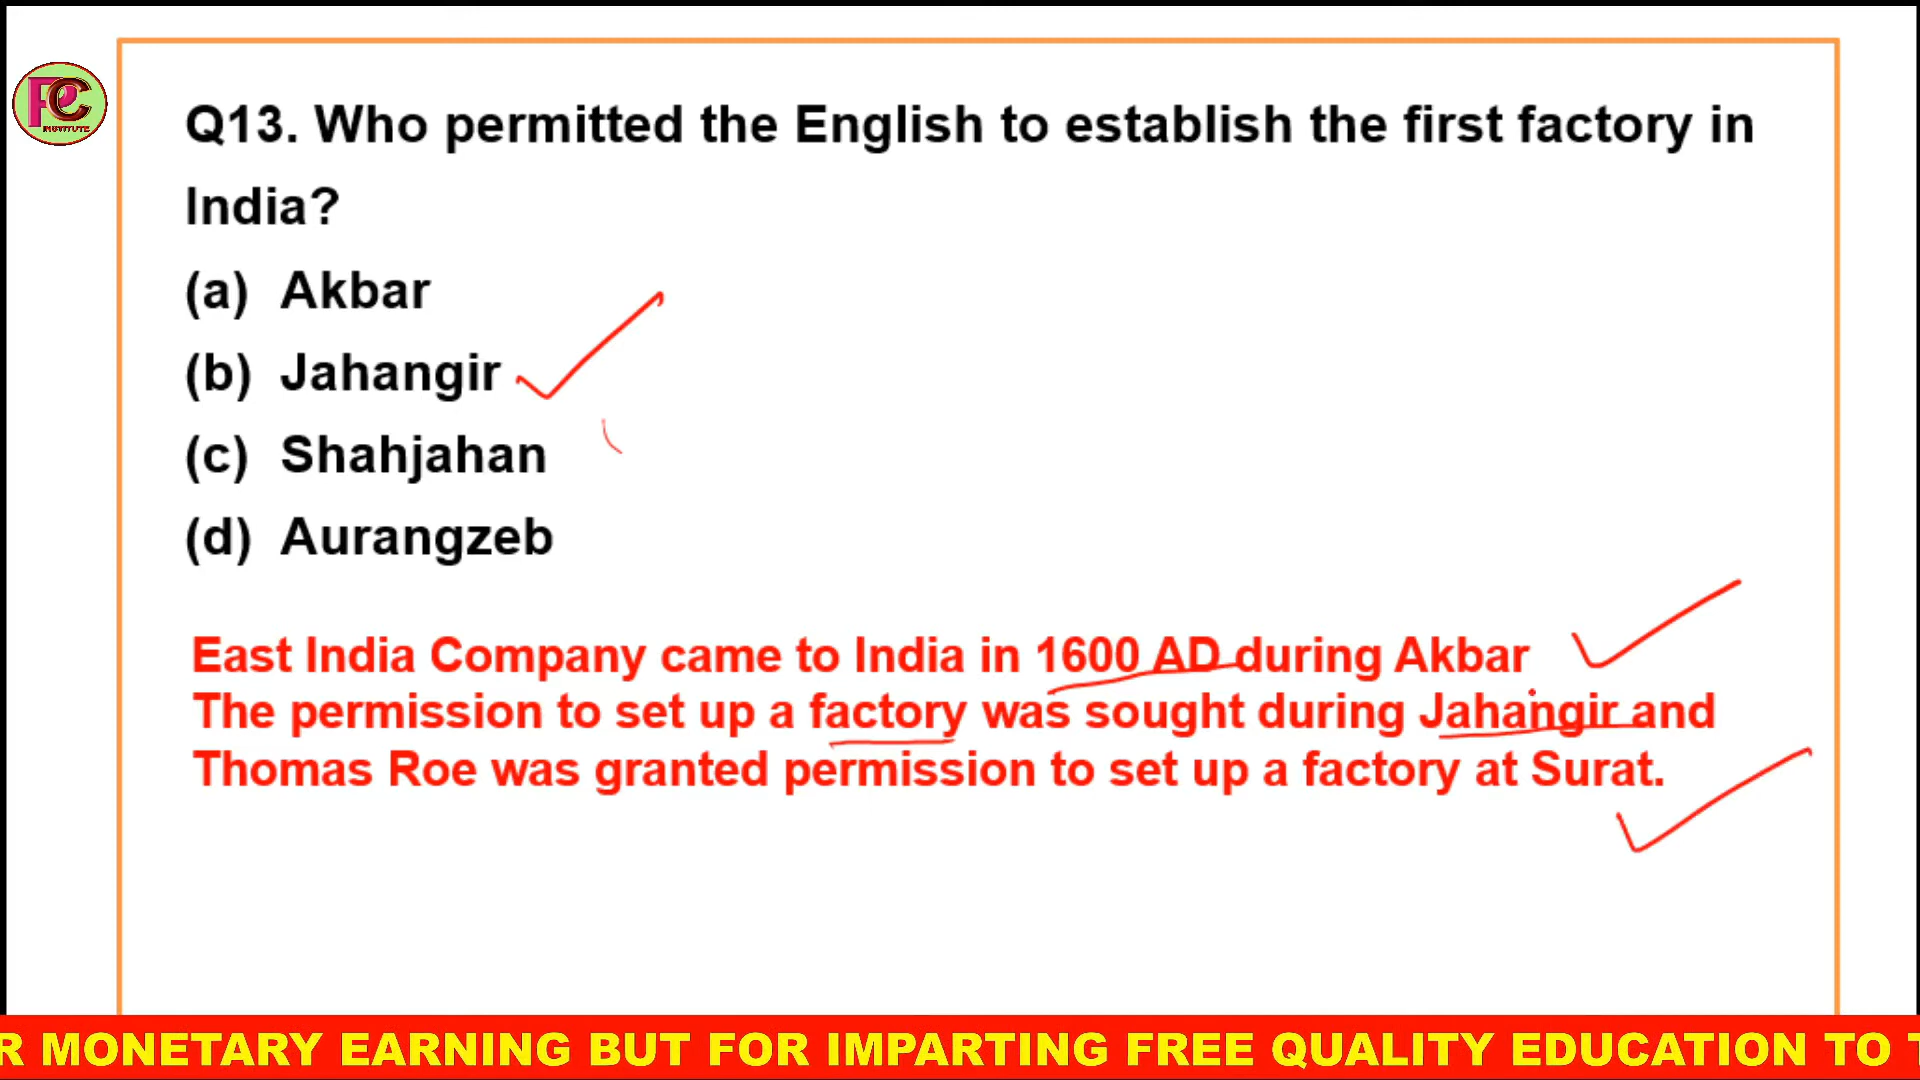 PC
INSTITUTE
Q13. Who permitted the English to establish the first factory in
India?
(a) Akbar
(b) Jahangir
(c) Shahjahan
(d) Aurangzeb
East India Company came to India in 1600 AD during Akbar
The permission to set up a factory was sought during Jahangir and
Thomas Roe was granted permission to set up a factory at Surat.
R MONETARY EARNING BUT FOR IMPARTING FREE QUALITY EDUCATION TO T